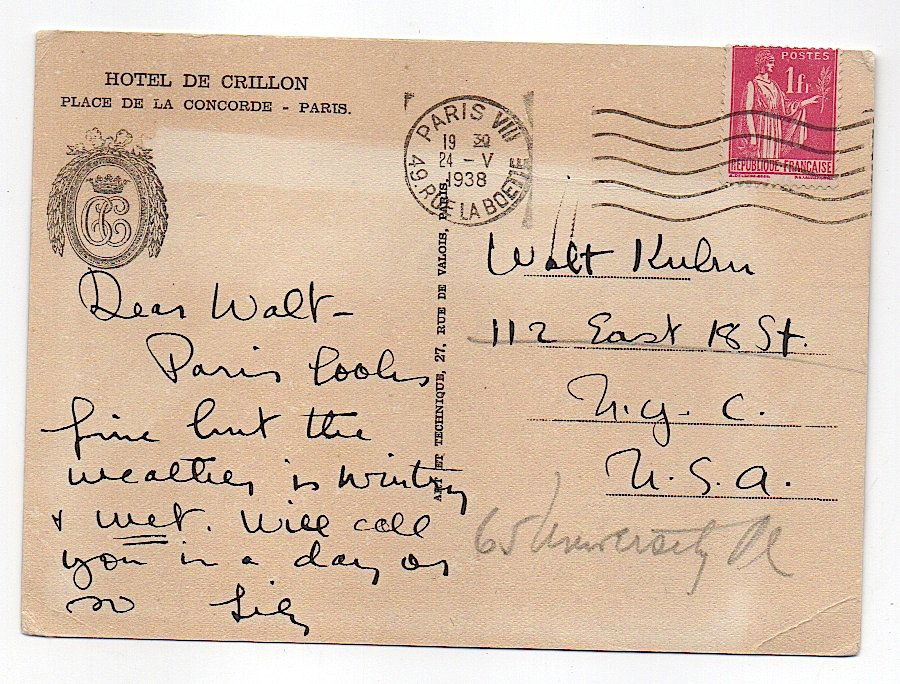 HOTEL DE CRILLON
PLACE DE LA CONCORDE - PARIS.
PARIS VIII
19 30
24 - V
1938
49. RUE LA BOETIE
POSTES
1fr
REPUBLIQUE-FRANÇAISE
Dear Walt -
Paris looks
fine but the
weather is wintry
& wet. Will call
you in a day or
so Lily
ART ET TECHNIQUE, 27, RUE DE VALOIS, PARIS.
Walt Kuhn
112 East 18 St.
N.Y. C.
U.S.A.
65 University Pl